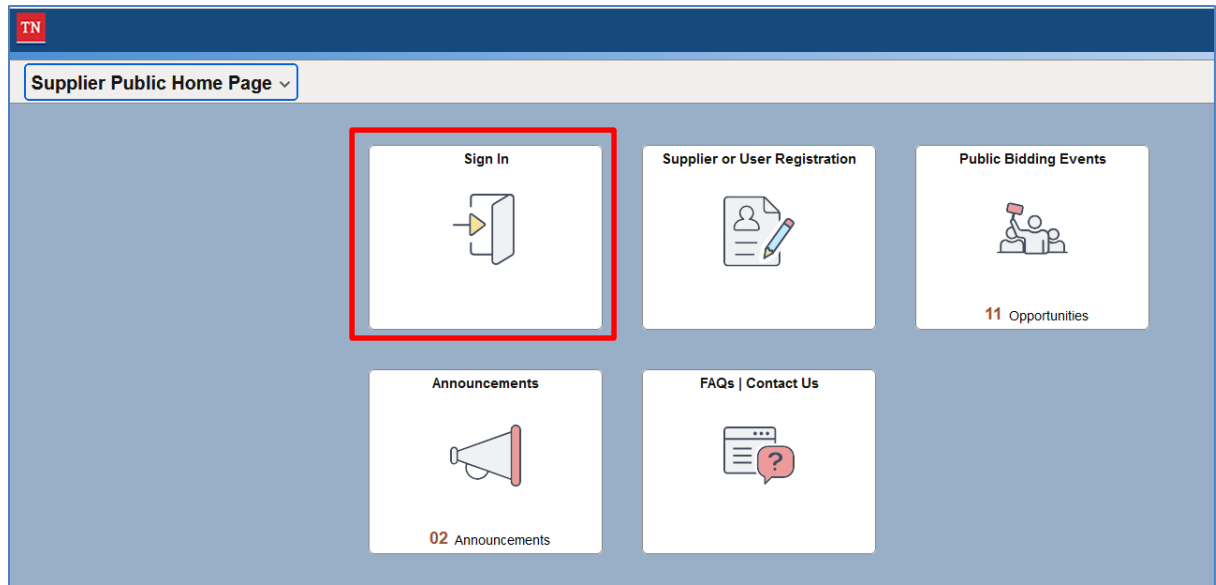 TN
Supplier Public Home Page
Sign In
Supplier or User Registration
Public Bidding Events
11 Opportunities
Announcements
FAQs | Contact Us
?
02 Announcements